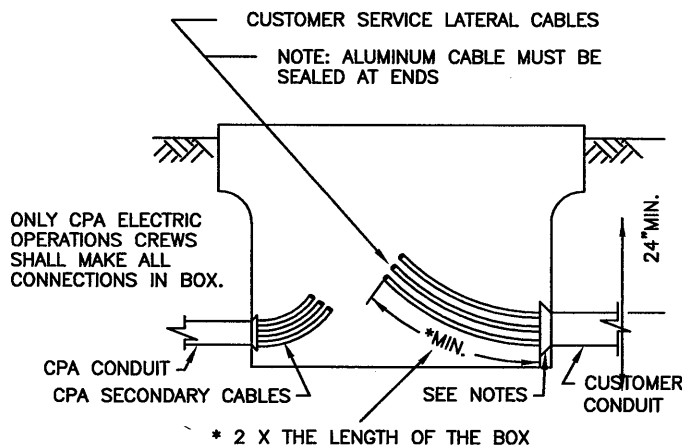 CUSTOMER SERVICE LATERAL CABLES
NOTE: ALUMINUM CABLE MUST BE
SEALED AT ENDS
ONLY CPA ELECTRIC
OPERATIONS CREWS
SHALL MAKE ALL
CONNECTIONS IN BOX.
24"MIN.
*MIN.
CPA CONDUIT
CPA SECONDARY CABLES
SEE NOTES
CUSTOMER
CONDUIT
* 2 X THE LENGTH OF THE BOX